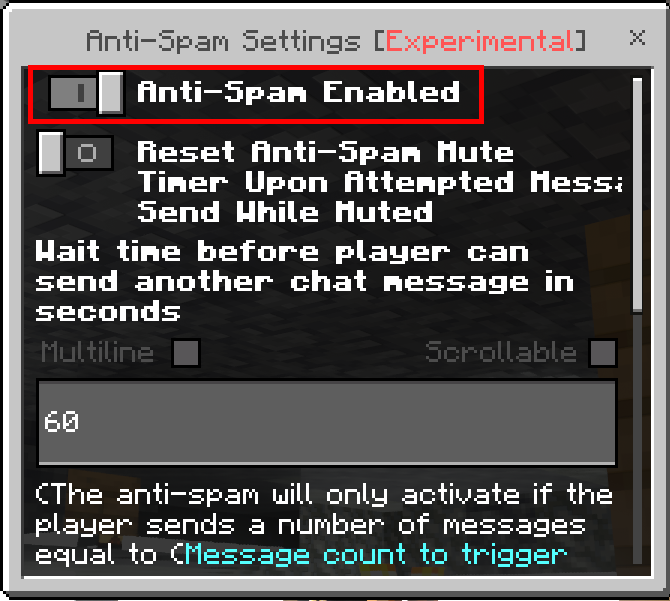 Anti-Spam Settings [Experimental]
Anti-Spam Enabled
Reset Anti-Spam Mute
Timer Upon Attempted Messa
Send While Muted
Wait time before player can
send another chat message in
seconds
Multiline
Scrollable
60
(The anti-spam will only activate if the
player sends a number of messages
equal to (Message count to trigger